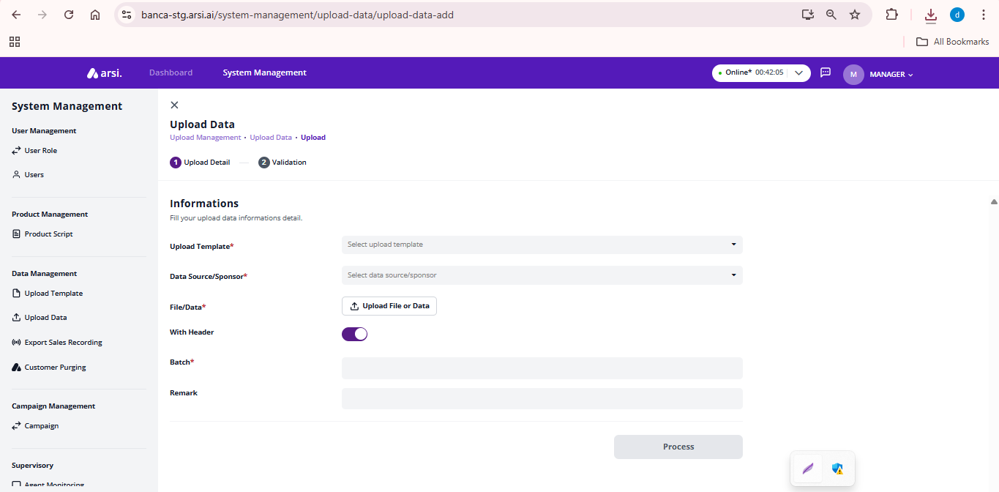 banca-stg.arsi.ai/system-management/upload-data/upload-data-add
d
All Bookmarks
arsi.
Dashboard
System Management
Online* 00:42:05
M
MANAGER
System Management
User Management
User Role
Users
Product Management
Product Script
Data Management
Upload Template
Upload Data
Export Sales Recording
Customer Purging
Campaign Management
Campaign
Supervisory
Agent Monitoring
Upload Data
Upload Management • Upload Data • Upload
1 Upload Detail
2 Validation
Informations
Fill your upload data informations detail.
Upload Template*
Select upload template
Data Source/Sponsor*
Select data source/sponsor
File/Data*
Upload File or Data
With Header
Batch*
Remark
Process